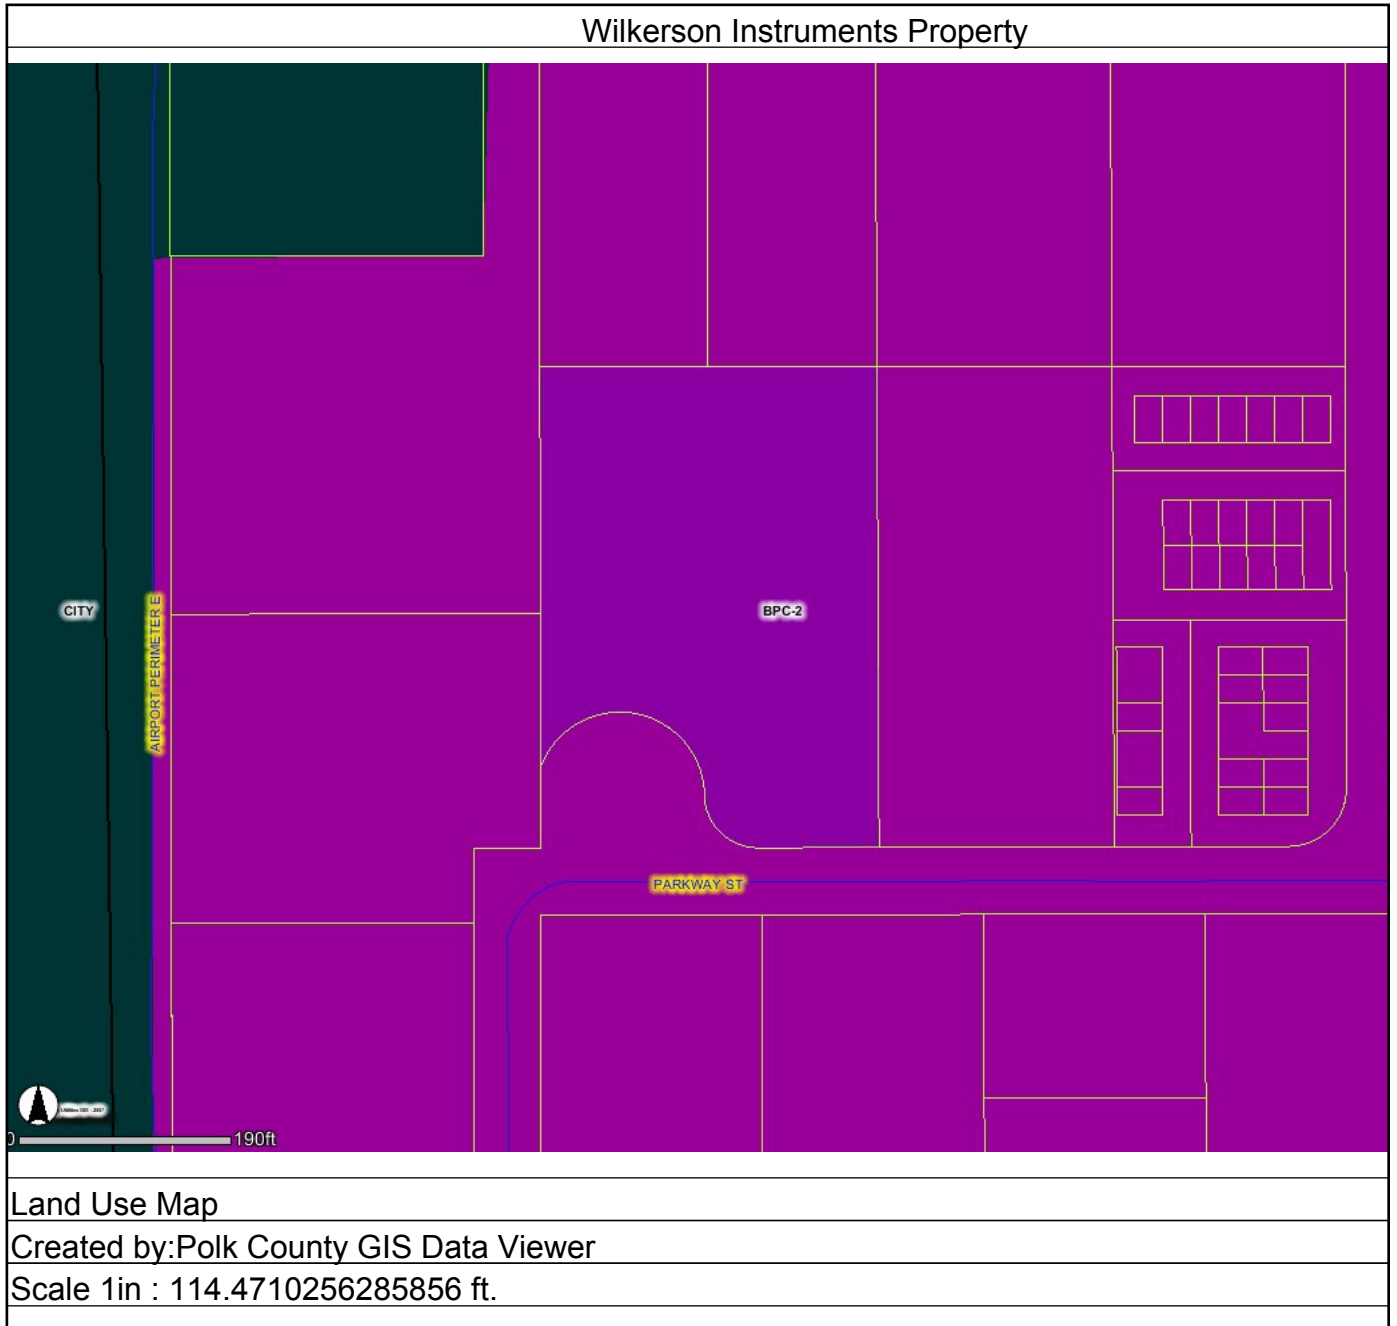 Wilkerson Instruments Property
CITY
AIRPORT PERIMETER E
BPC-2
PARKWAY ST
0
190ft
Land Use Map
Created by:Polk County GIS Data Viewer
Scale 1in : 114.4710256285856 ft.